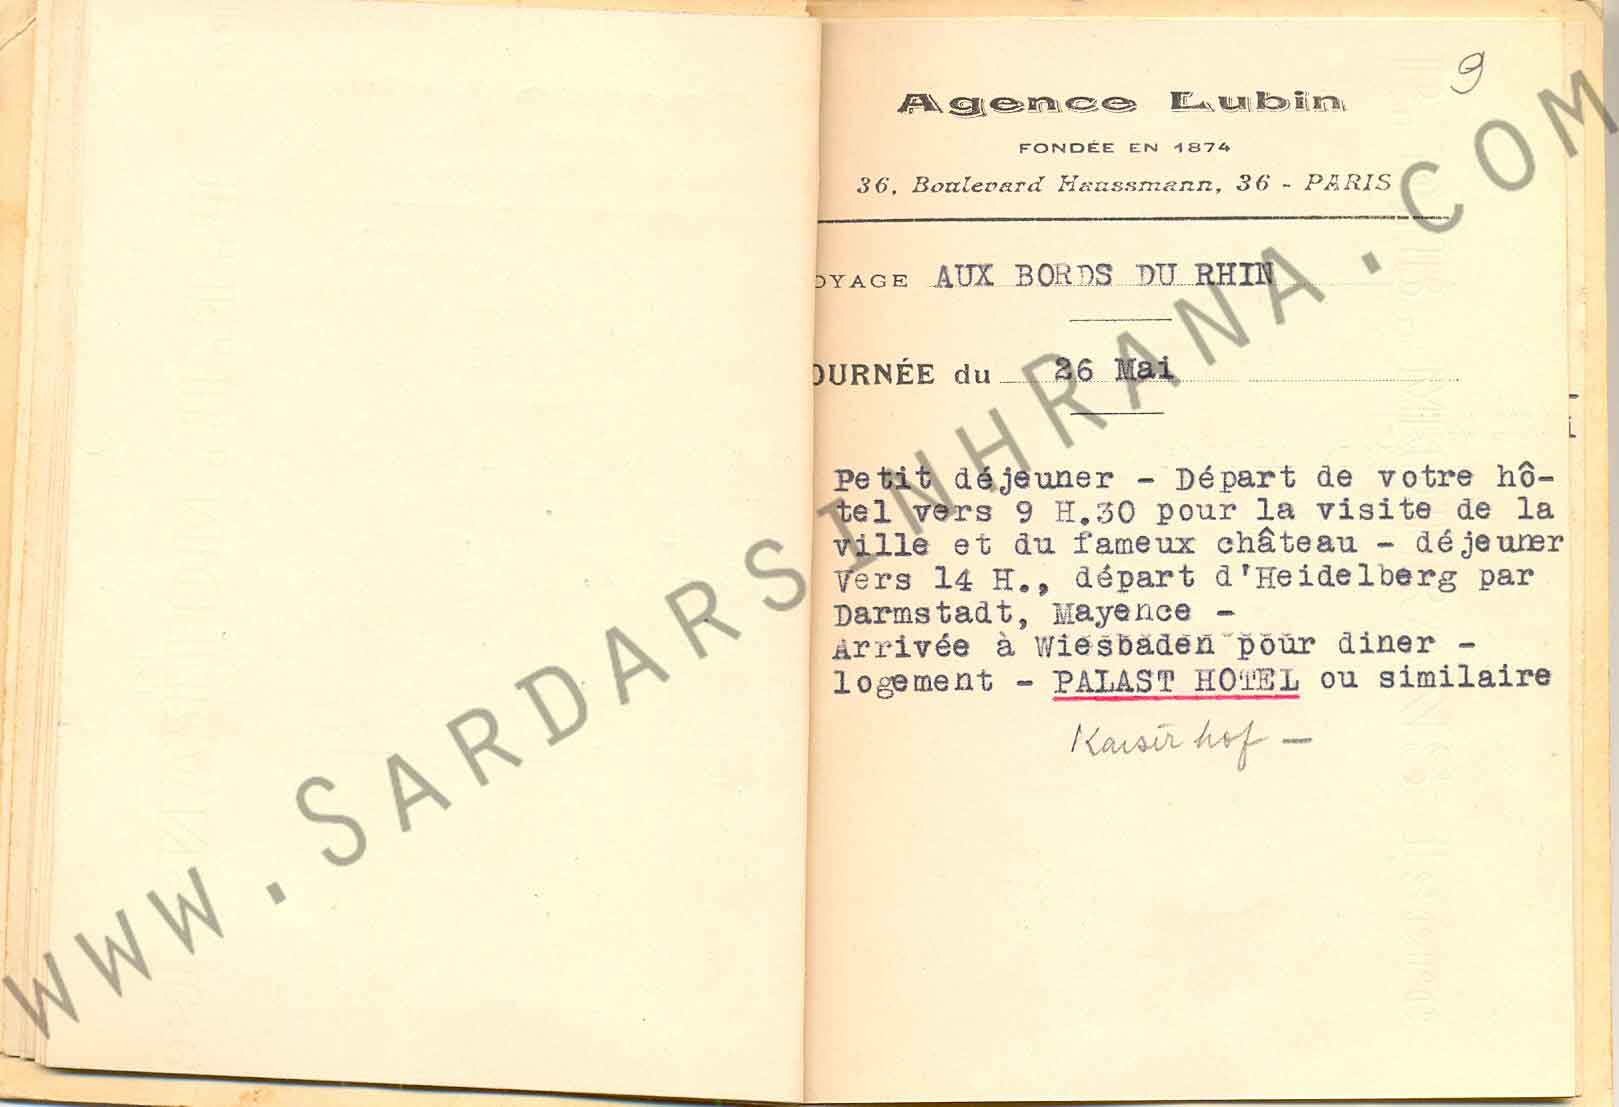 9
Agence Lubin
FONDÉE EN 1874
36, Boulevard Haussmann, 36 - PARIS
OYAGE AUX BORDS DU RHIN
OURNÉE du 26 Mai
Petit déjeuner - Départ de votre hô-
tel vers 9 H.30 pour la visite de la
ville et du fameux château - déjeuner
Vers 14 H., départ d'Heidelberg par
Darmstadt, Mayence -
Arrivée à Wiesbaden pour diner -
logement - PALAST HOTEL ou similaire
Kaiserhof -
WWW.SARDARSINHRANA.COM